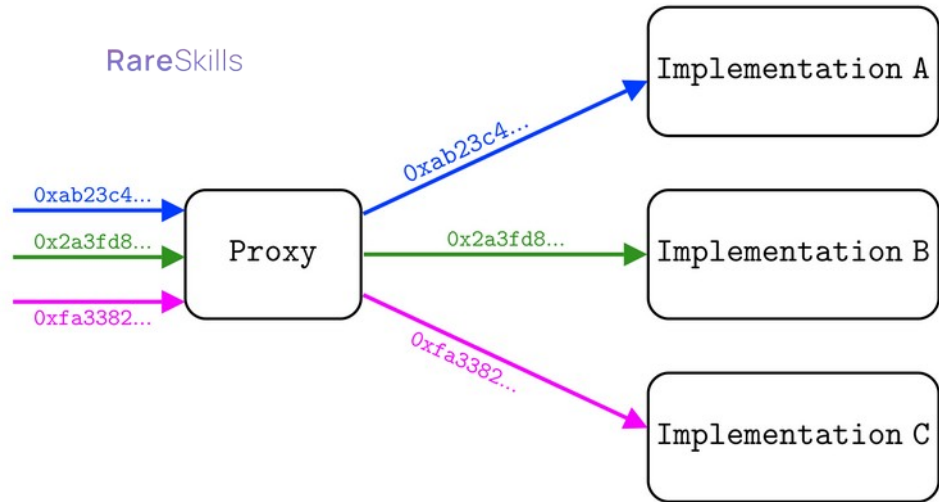 RareSkills
Implementation A
0xab23c4...
0xab23c4...
0x2a3fd8...
0xfa3382...
Proxy
0x2a3fd8...
Implementation B
0xfa3382...
Implementation C